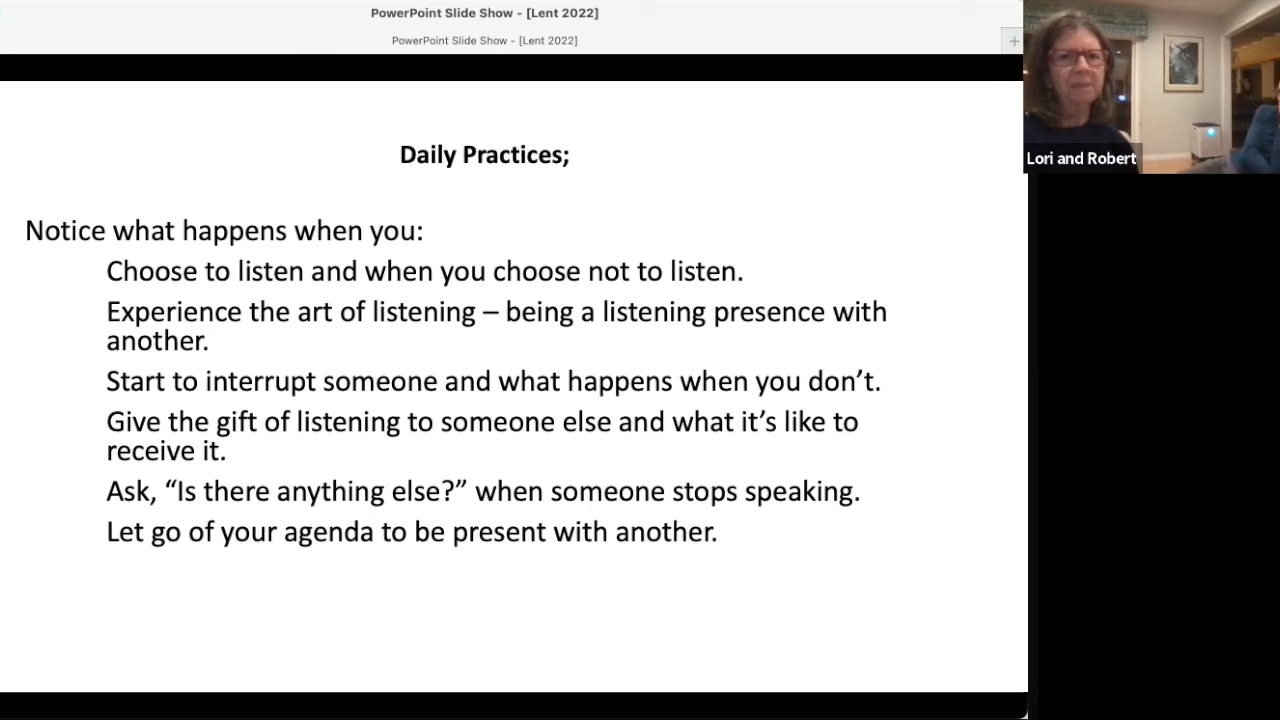 PowerPoint Slide Show - [Lent 2022]
PowerPoint Slide Show - [Lent 2022]
+
Lori and Robert
Daily Practices;
Notice what happens when you:
Choose to listen and when you choose not to listen.
Experience the art of listening – being a listening presence with
another.
Start to interrupt someone and what happens when you don’t.
Give the gift of listening to someone else and what it’s like to
receive it.
Ask, “Is there anything else?” when someone stops speaking.
Let go of your agenda to be present with another.